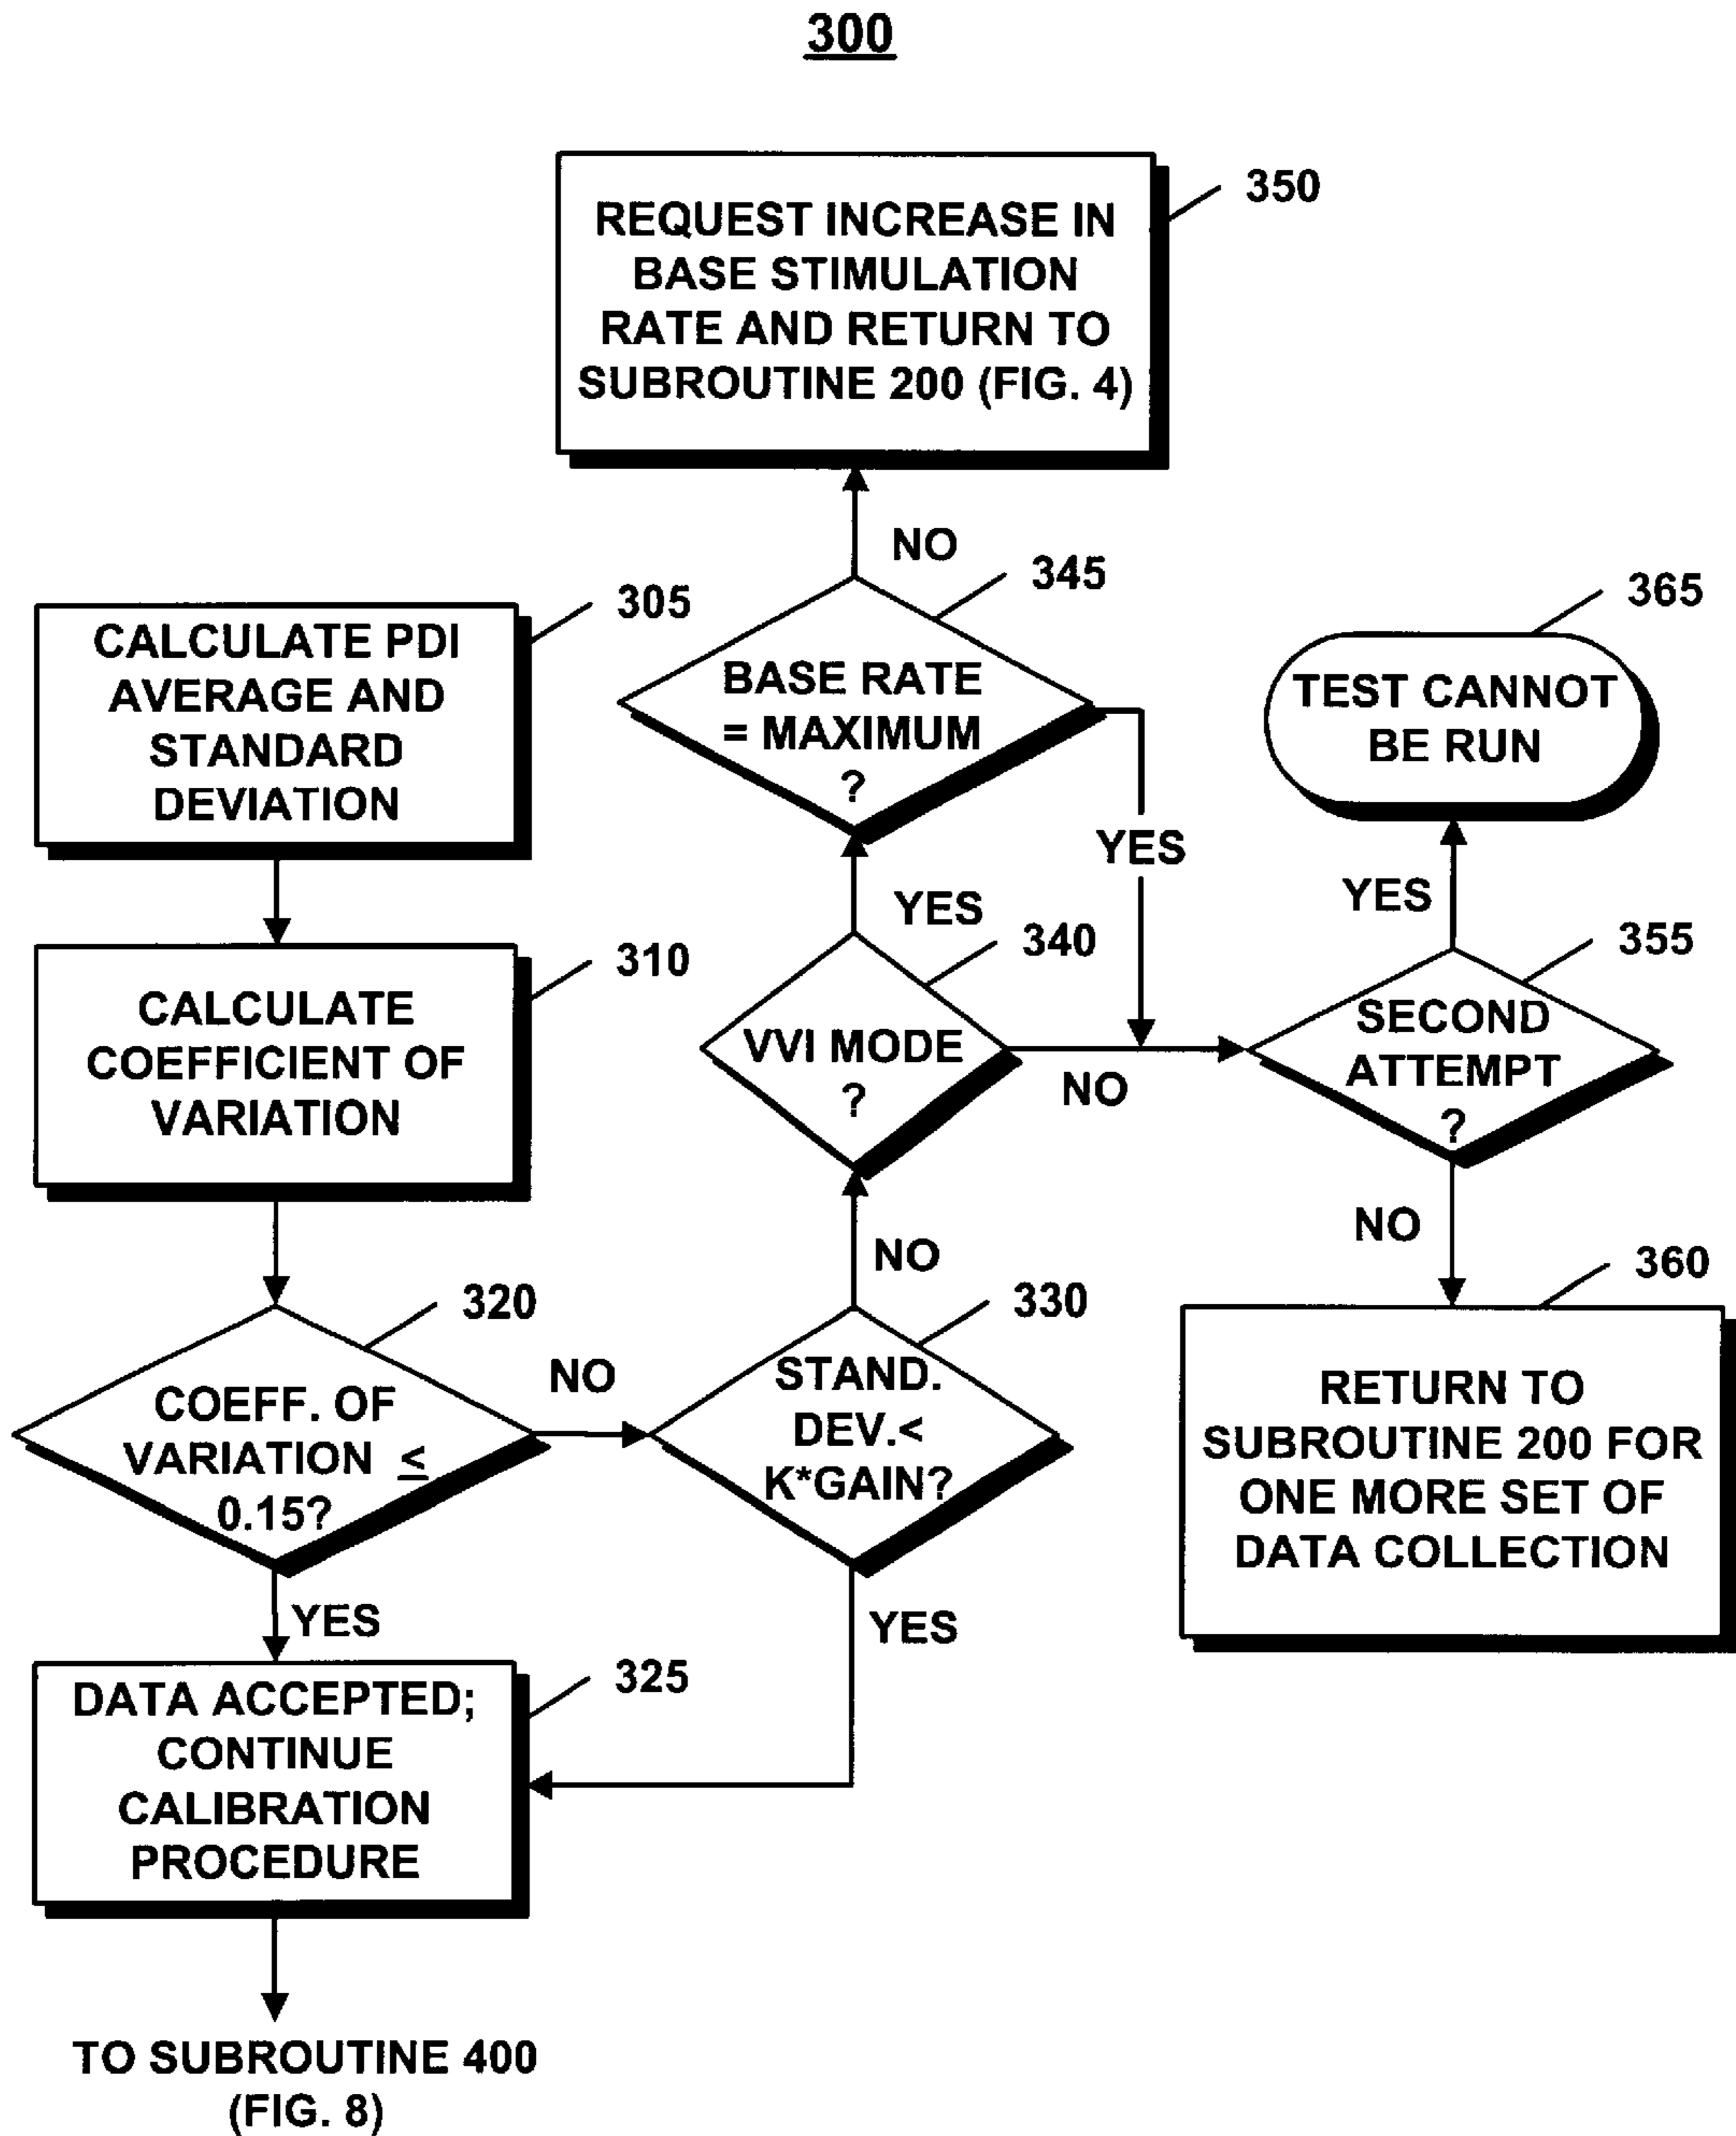 300
REQUEST INCREASE IN
BASE STIMULATION
RATE AND RETURN TO
SUBROUTINE 200 (FIG. 4)
350
NO
345
BASE RATE
= MAXIMUM
?
YES
YES
305
CALCULATE PDI
AVERAGE AND
STANDARD
DEVIATION
310
CALCULATE
COEFFICIENT OF
VARIATION
340
VVI MODE
?
NO
NO
365
TEST CANNOT
BE RUN
YES
355
SECOND
ATTEMPT
?
NO
360
RETURN TO
SUBROUTINE 200 FOR
ONE MORE SET OF
DATA COLLECTION
320
COEFF. OF
VARIATION ≤
0.15?
NO
330
STAND.
DEV.<
K*GAIN?
YES
YES
325
DATA ACCEPTED;
CONTINUE
CALIBRATION
PROCEDURE
TO SUBROUTINE 400
(FIG. 8)